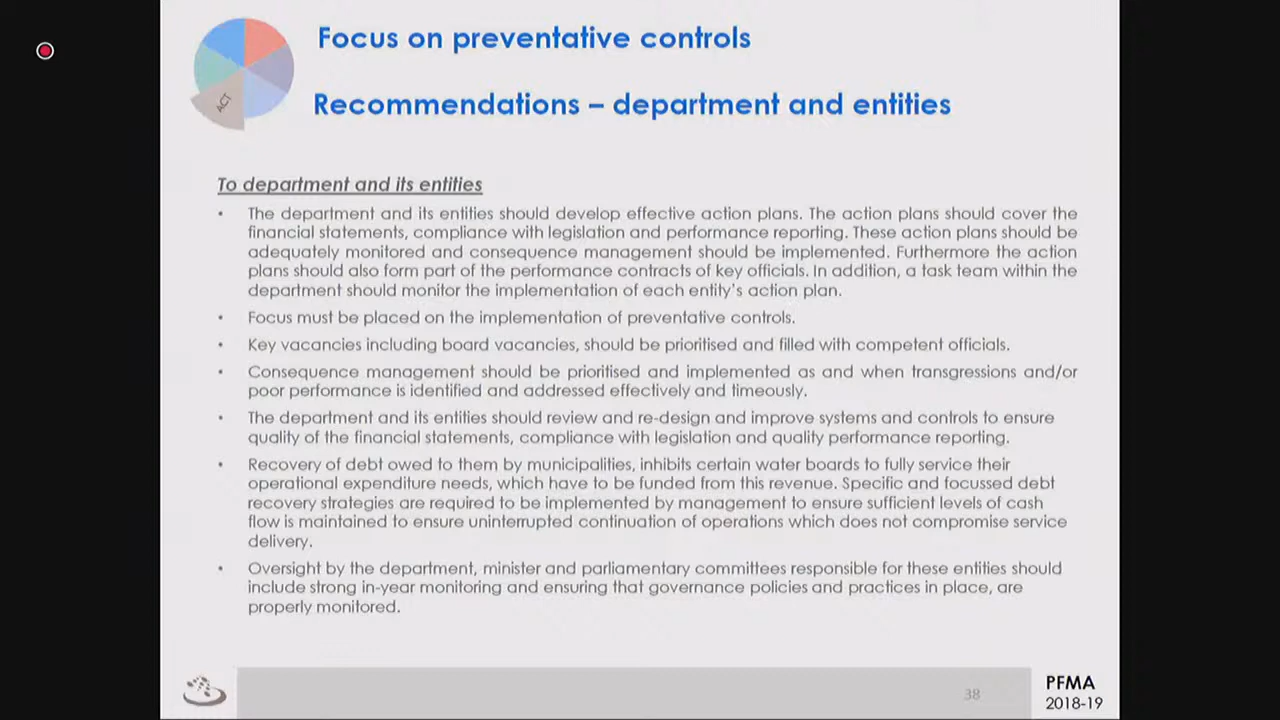 Focus on preventative controls
ACT
Recommendations – department and entities
To department and its entities
• The department and its entities should develop effective action plans. The action plans should cover the
financial statements, compliance with legislation and performance reporting. These action plans should be
adequately monitored and consequence management should be implemented. Furthermore the action
plans should also form part of the performance contracts of key officials. In addition, a task team within the
department should monitor the implementation of each entity's action plan.
• Focus must be placed on the implementation of preventative controls.
• Key vacancies including board vacancies, should be prioritised and filled with competent officials.
• Consequence management should be prioritised and implemented as and when transgressions and/or
poor performance is identified and addressed effectively and timeously.
• The department and its entities should review and re-design and improve systems and controls to ensure
quality of the financial statements, compliance with legislation and quality performance reporting.
• Recovery of debt owed to them by municipalities, inhibits certain water boards to fully service their
operational expenditure needs, which have to be funded from this revenue. Specific and focussed debt
recovery strategies are required to be implemented by management to ensure sufficient levels of cash
flow is maintained to ensure uninterrupted continuation of operations which does not compromise service
delivery.
• Oversight by the department, minister and parliamentary committees responsible for these entities should
include strong in-year monitoring and ensuring that governance policies and practices in place, are
properly monitored.
38
PFMA
2018-19